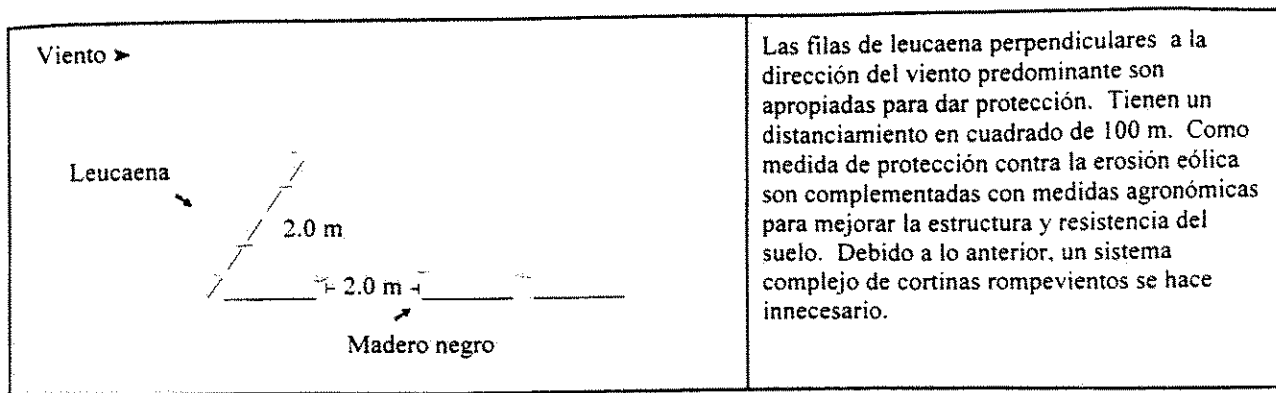 Viento ➤
Leucaena
2.0 m
2.0 m
Madero negro
Las filas de leucaena perpendiculares a la
dirección del viento predominante son
apropiadas para dar protección. Tienen un
distanciamiento en cuadrado de 100 m. Como
medida de protección contra la erosión eólica
son complementadas con medidas agronómicas
para mejorar la estructura y resistencia del
suelo. Debido a lo anterior, un sistema
complejo de cortinas rompevientos se hace
innecesario.